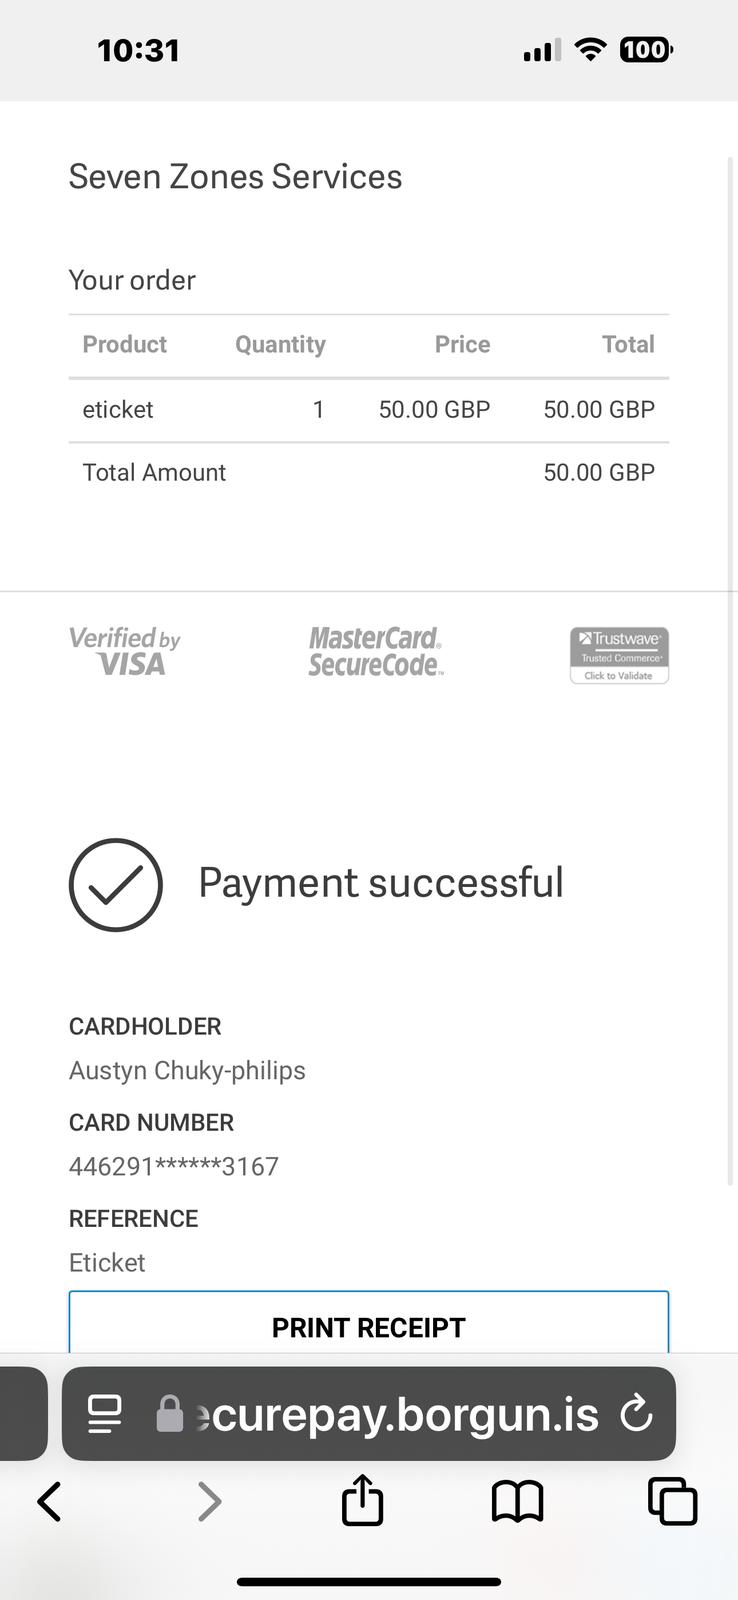 10:31
100
Seven Zones Services
Your order
Product Quantity Price Total
eticket 1 50.00 GBP 50.00 GBP
Total Amount 50.00 GBP
Verified by
VISA
MasterCard®
SecureCode™
Trustwave®
Trusted Commerce®
Click to Validate
Payment successful
CARDHOLDER
Austyn Chuky-philips
CARD NUMBER
446291******3167
REFERENCE
Eticket
PRINT RECEIPT
ecurepay.borgun.is